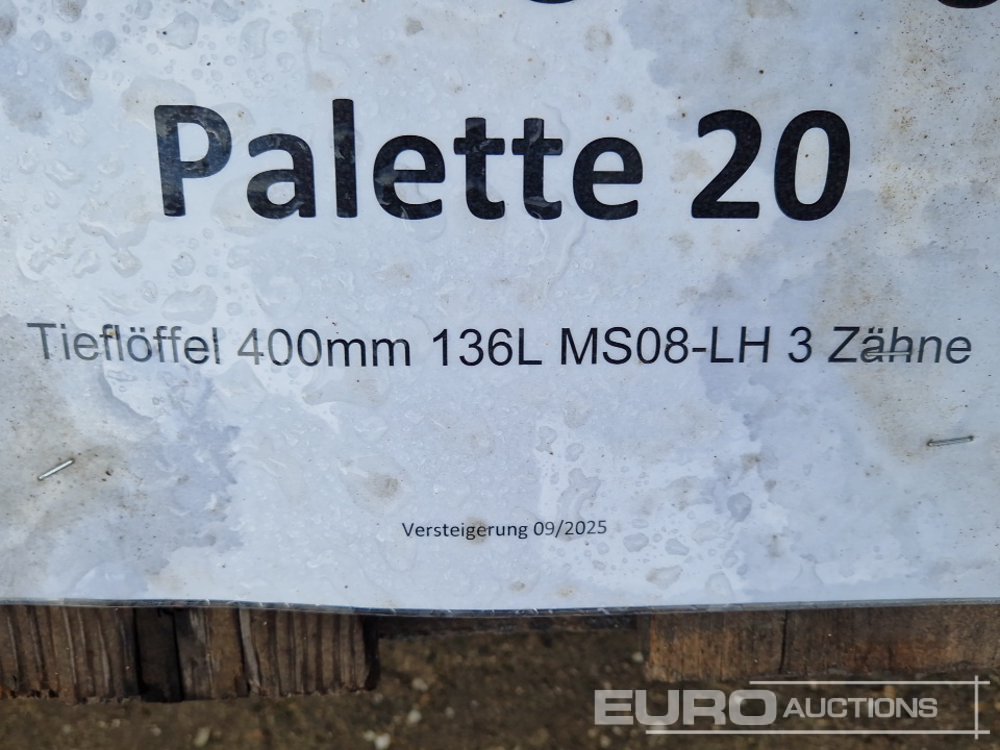 Palette 20
Tieflöffel 400mm 136L MS08-LH 3 Zähne
Versteigerung 09/2025
EURO AUCTIONS